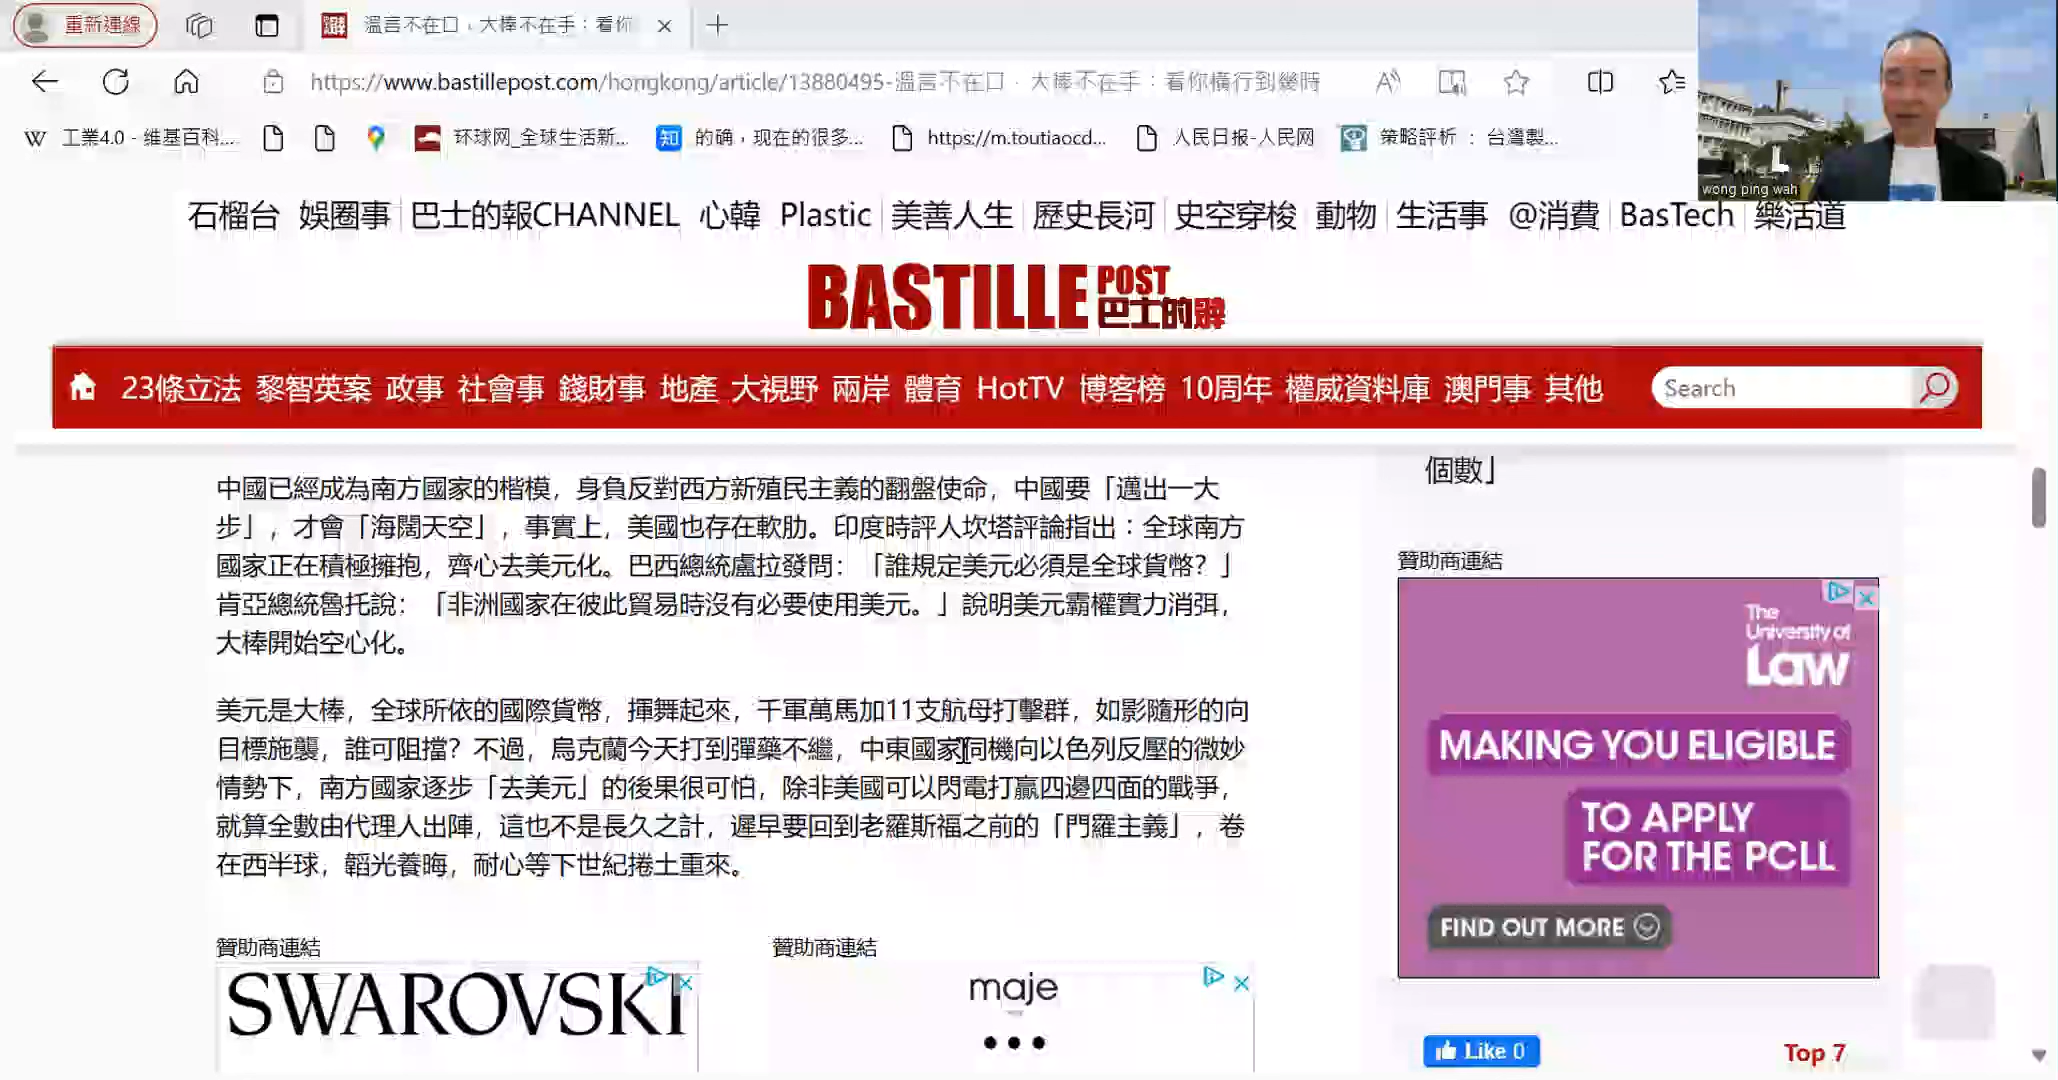 重新連線
溫言不在口，大棒不在手：看你
https://www.bastillepost.com/hongkong/article/13880495-溫言不在口．大棒不在手：看你橫行到幾時
工業4.0 - 維基百科,...
环球网_全球生活新...
知 的确，现在的很多...
https://m.toutiaocd...
人民日报-人民网
策略評析 ： 台灣製...
wong ping wah
石榴台 娛圈事 巴士的報CHANNEL 心韓 Plastic 美善人生 歷史長河 史空穿梭 動物 生活事 @消費 BasTech 樂活道
BASTILLE POST 巴士的報
23條立法 黎智英案 政事 社會事 錢財事 地產 大視野 兩岸 體育 HotTV 博客榜 10周年 權威資料庫 澳門事 其他 Search
中國已經成為南方國家的楷模，身負反對西方新殖民主義的翻盤使命，中國要「邁出一大
步」，才會「海闊天空」，事實上，美國也存在軟肋。印度時評人坎塔評論指出：全球南方
國家正在積極擁抱，齊心去美元化。巴西總統盧拉發問：「誰規定美元必須是全球貨幣？」
肯亞總統魯托說：「非洲國家在彼此貿易時沒有必要使用美元。」說明美元霸權實力消弭，
大棒開始空心化。
美元是大棒，全球所依的國際貨幣，揮舞起來，千軍萬馬加11支航母打擊群，如影隨形的向
目標施襲，誰可阻擋？不過，烏克蘭今天打到彈藥不繼，中東國家伺機向以色列反壓的微妙
情勢下，南方國家逐步「去美元」的後果很可怕，除非美國可以閃電打贏四邊四面的戰爭，
就算全數由代理人出陣，這也不是長久之計，遲早要回到老羅斯福之前的「門羅主義」，卷
在西半球，韜光養晦，耐心等下世紀捲土重來。
贊助商連結
SWAROVSKI
贊助商連結
maje
個數」
贊助商連結
The
University of
Law
MAKING YOU ELIGIBLE
TO APPLY
FOR THE PCLL
FIND OUT MORE
Like 0
Top 7